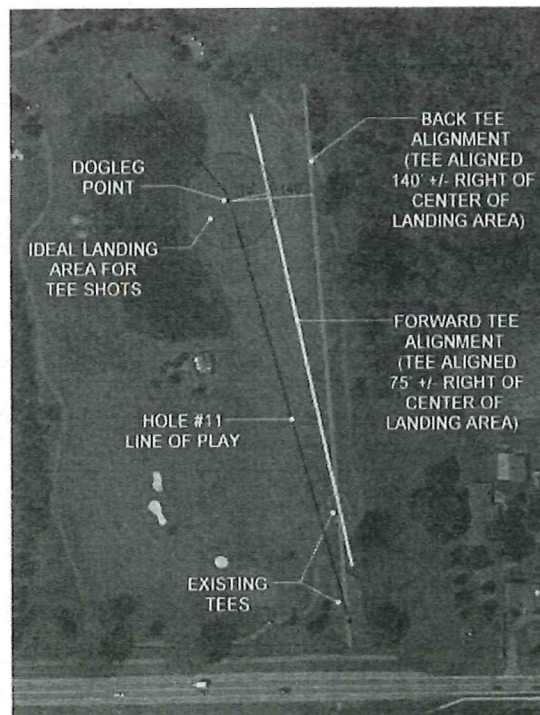 BACK TEE
ALIGNMENT
(TEE ALIGNED
140' +/- RIGHT OF
CENTER OF
LANDING AREA)
DOGLEG
POINT
140'
IDEAL LANDING
AREA FOR
TEE SHOTS
FORWARD TEE
ALIGNMENT
(TEE ALIGNED
75' +/- RIGHT OF
CENTER OF
LANDING AREA)
HOLE #11
LINE OF PLAY
EXISTING
TEES